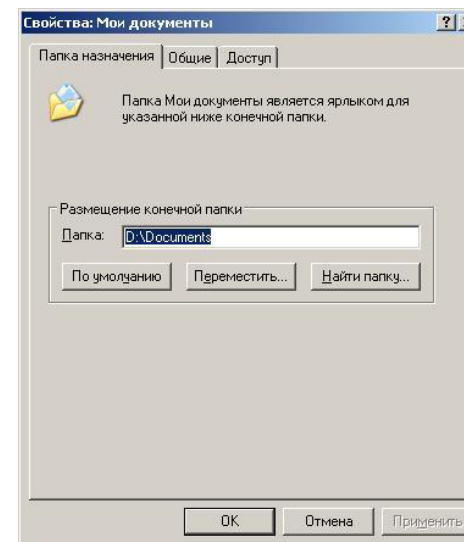 Свойства: Мои документы
Папка назначения Общие Доступ
Папка Мои документы является ярлыком для
указанной ниже конечной папки.
Размещение конечной папки
Папка: D:\Documents
По умолчанию Переместить... Найти папку...
OK Отмена Применить